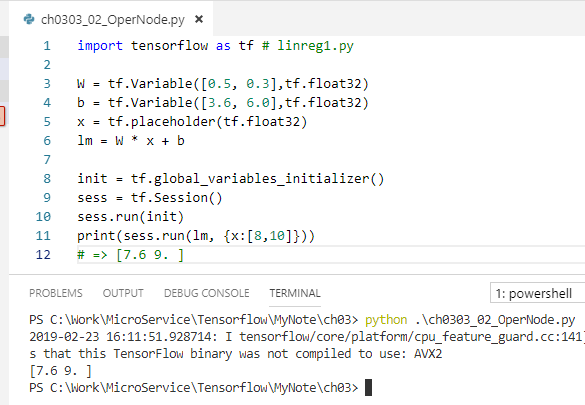 ch0303_02_OperNode.py ×
1 import tensorflow as tf # linreg1.py
2
3 W = tf.Variable([0.5, 0.3],tf.float32)
4 b = tf.Variable([3.6, 6.0],tf.float32)
5 x = tf.placeholder(tf.float32)
6 lm = W * x + b
7
8 init = tf.global_variables_initializer()
9 sess = tf.Session()
10 sess.run(init)
11 print(sess.run(lm, {x:[8,10]}))
12 # => [7.6 9. ]
PROBLEMS OUTPUT DEBUG CONSOLE TERMINAL 1: powershell
PS C:\Work\MicroService\Tensorflow\MyNote\ch03> python .\ch0303_02_OperNode.py
2019-02-23 16:11:51.928714: I tensorflow/core/platform/cpu_feature_guard.cc:141]
s that this TensorFlow binary was not compiled to use: AVX2
[7.6 9. ]
PS C:\Work\MicroService\Tensorflow\MyNote\ch03>